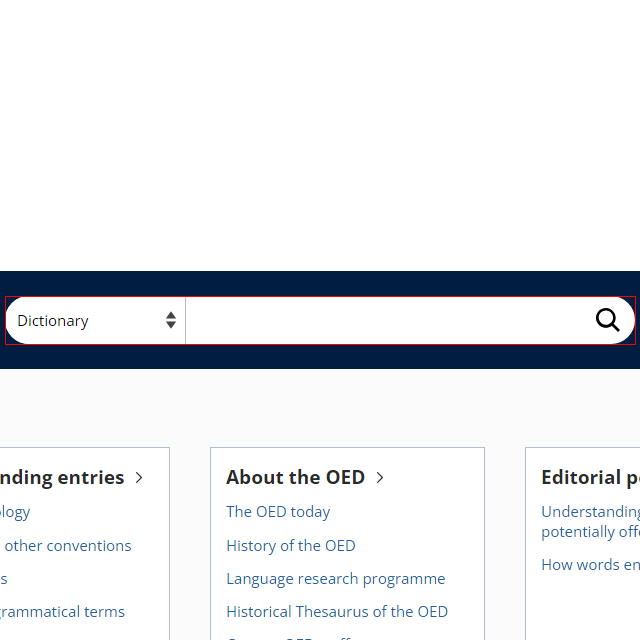 Dictionary
nding entries
ology
other conventions
s
grammatical terms
About the OED
The OED today
History of the OED
Language research programme
Historical Thesaurus of the OED
Editorial p
Understanding
potentially off
How words en